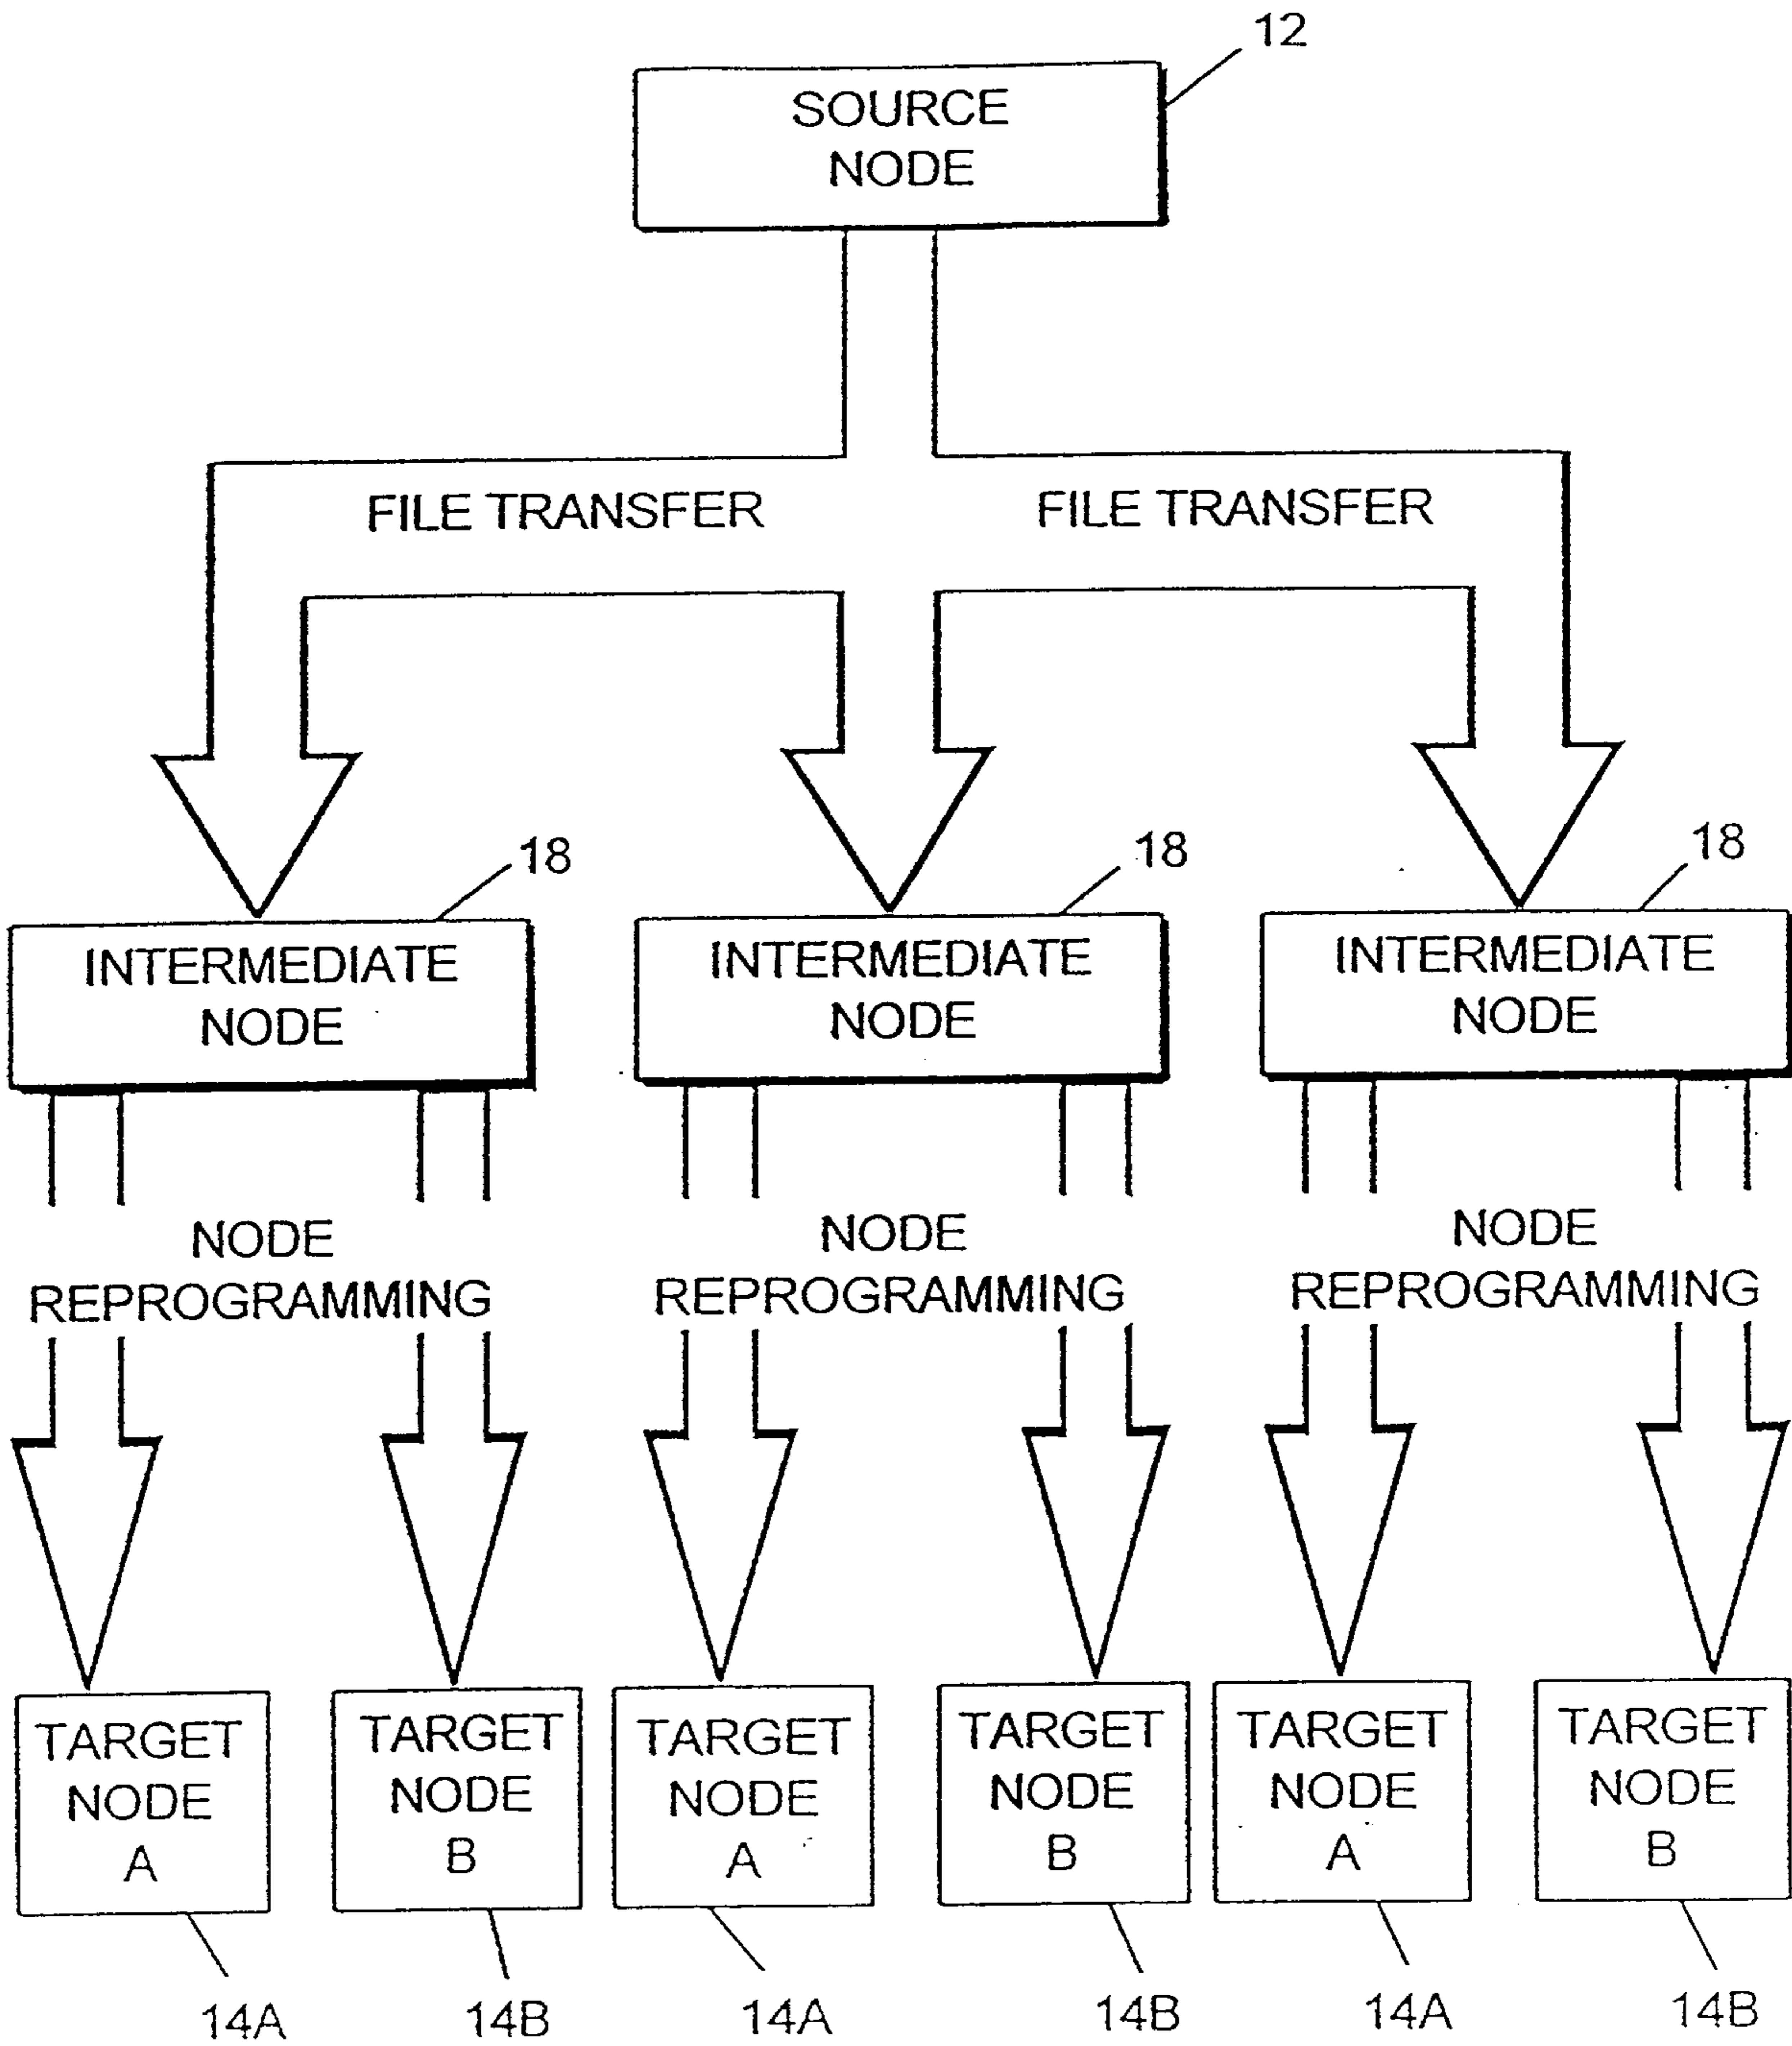 12
SOURCE
NODE
FILE TRANSFER
FILE TRANSFER
18
18
18
INTERMEDIATE
NODE
INTERMEDIATE
NODE
INTERMEDIATE
NODE
NODE
REPROGRAMMING
NODE
REPROGRAMMING
NODE
REPROGRAMMING
TARGET
NODE
A
TARGET
NODE
B
TARGET
NODE
A
TARGET
NODE
B
TARGET
NODE
A
TARGET
NODE
B
14A
14B
14A
14B
14A
14B